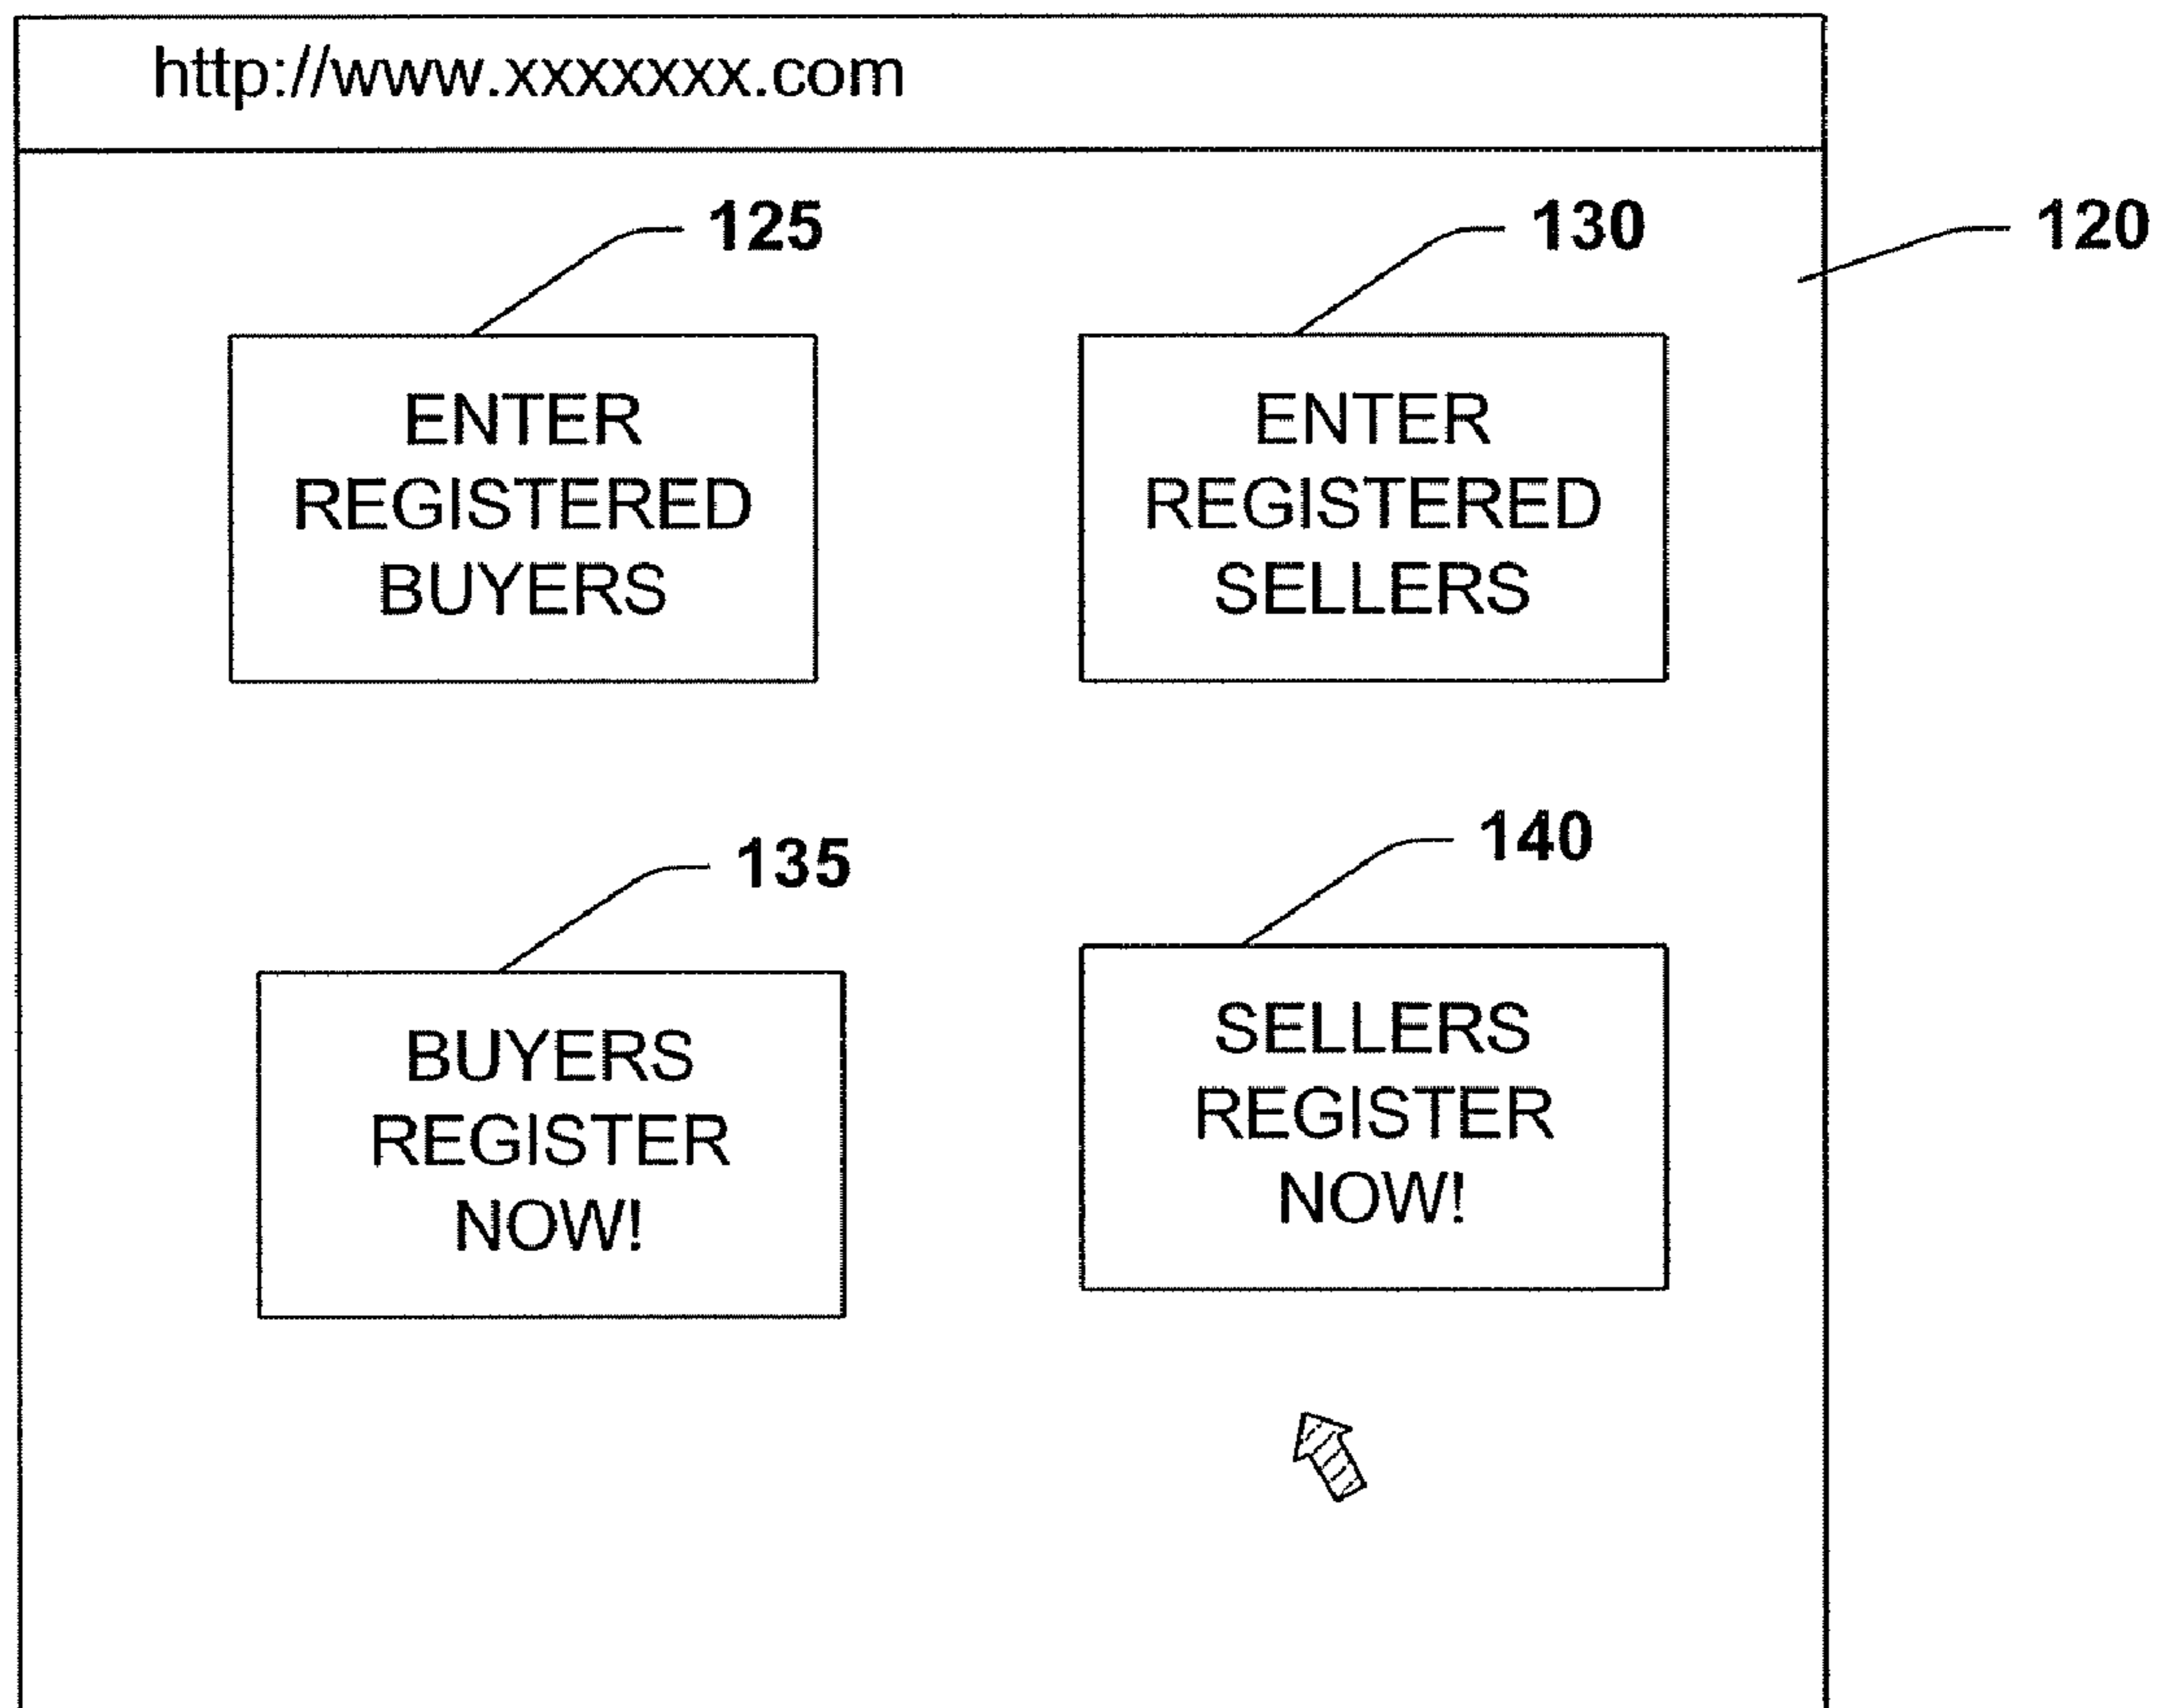 http://www.xxxxxxx.com
125
130
120
ENTER
REGISTERED
BUYERS
ENTER
REGISTERED
SELLERS
135
140
BUYERS
REGISTER
NOW!
SELLERS
REGISTER
NOW!